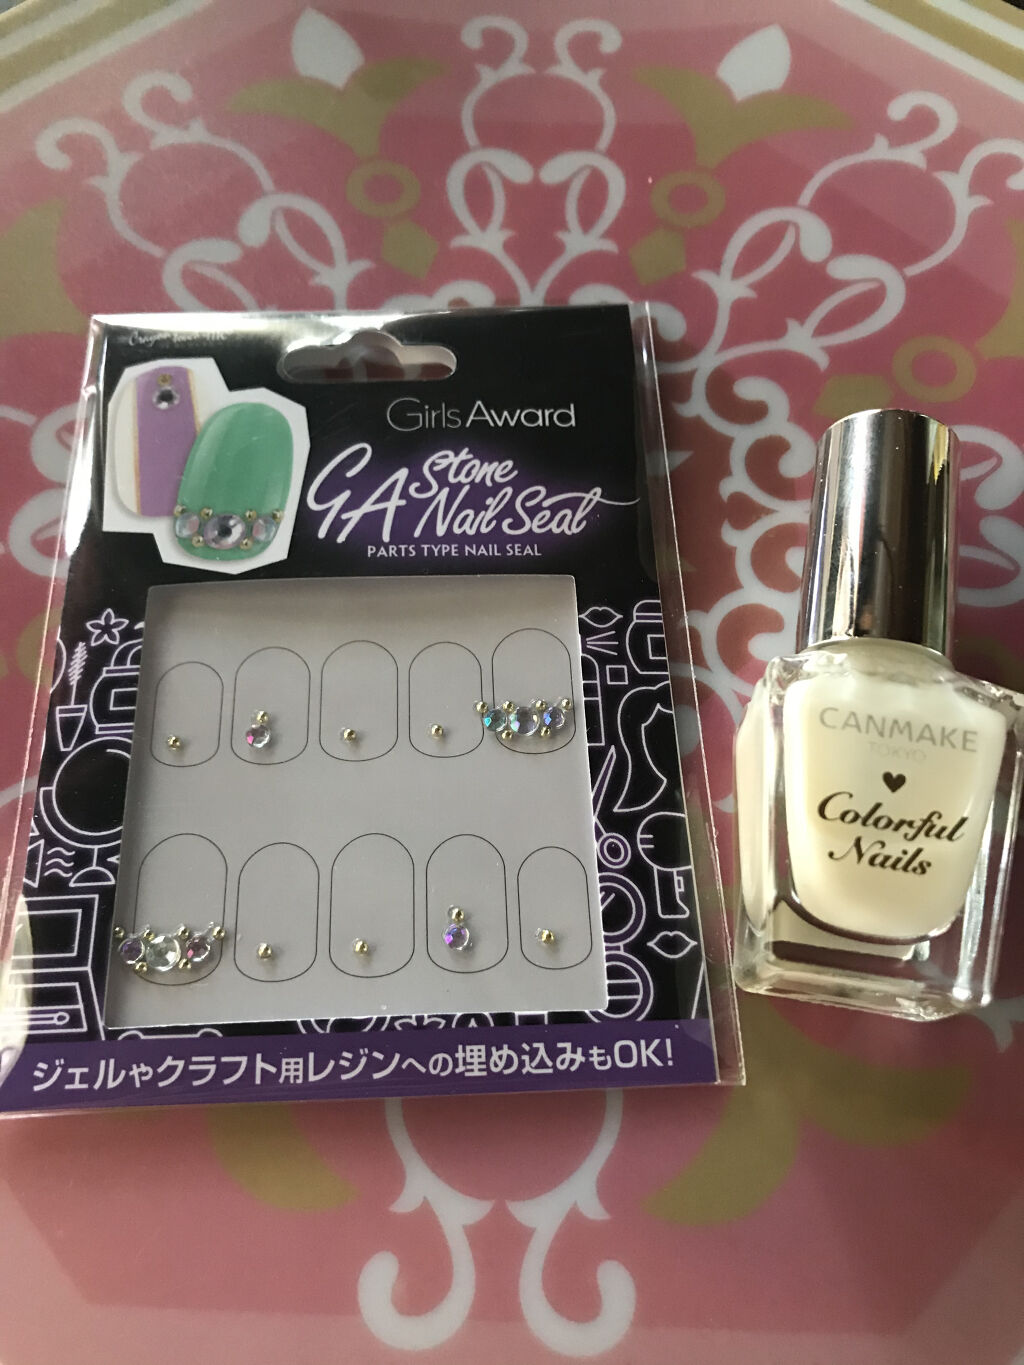 Girls Award
GA Stone
Nail Seal
PARTS TYPE NAIL SEAL
ジェルやクラフト用レジンへの埋め込みもOK!
CANMAKE
TOKYO
Colorful
Nails